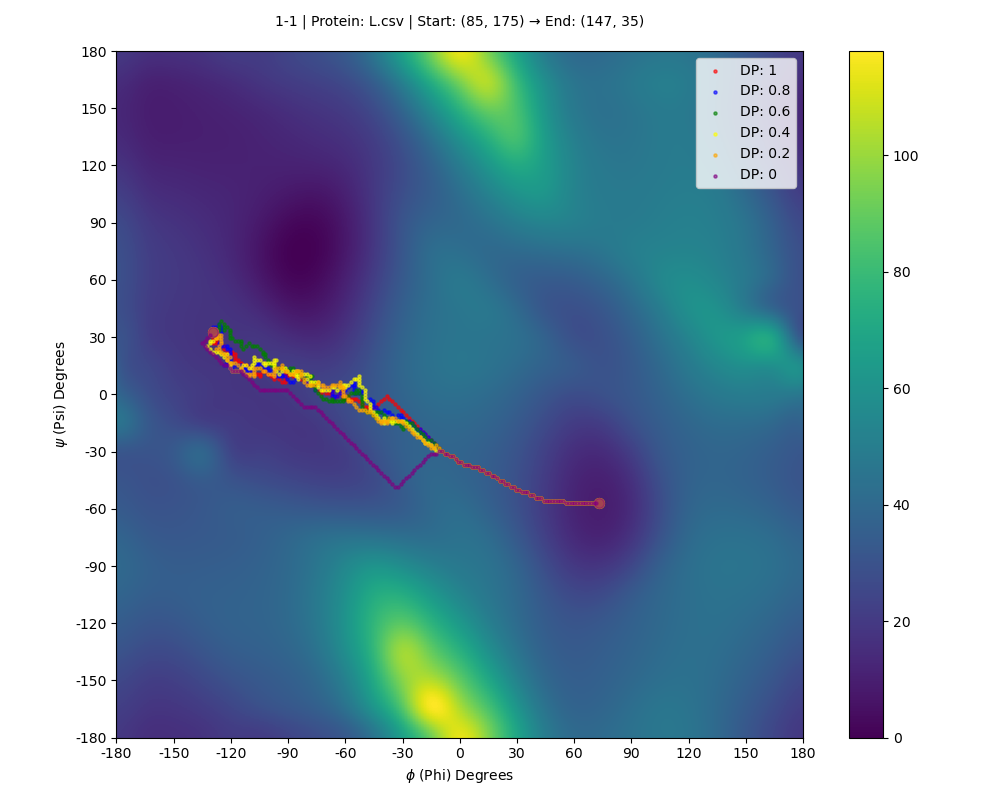 1-1 | Protein: L.csv | Start: (85, 175) → End: (147, 35)
DP: 1
DP: 0.8
DP: 0.6
DP: 0.4
DP: 0.2
DP: 0
180
150
120
90
60
30
0
-30
-60
-90
-120
-150
-180
ψ (Psi) Degrees
-180 -150 -120 -90 -60 -30 0 30 60 90 120 150 180
ϕ (Phi) Degrees
100
80
60
40
20
0